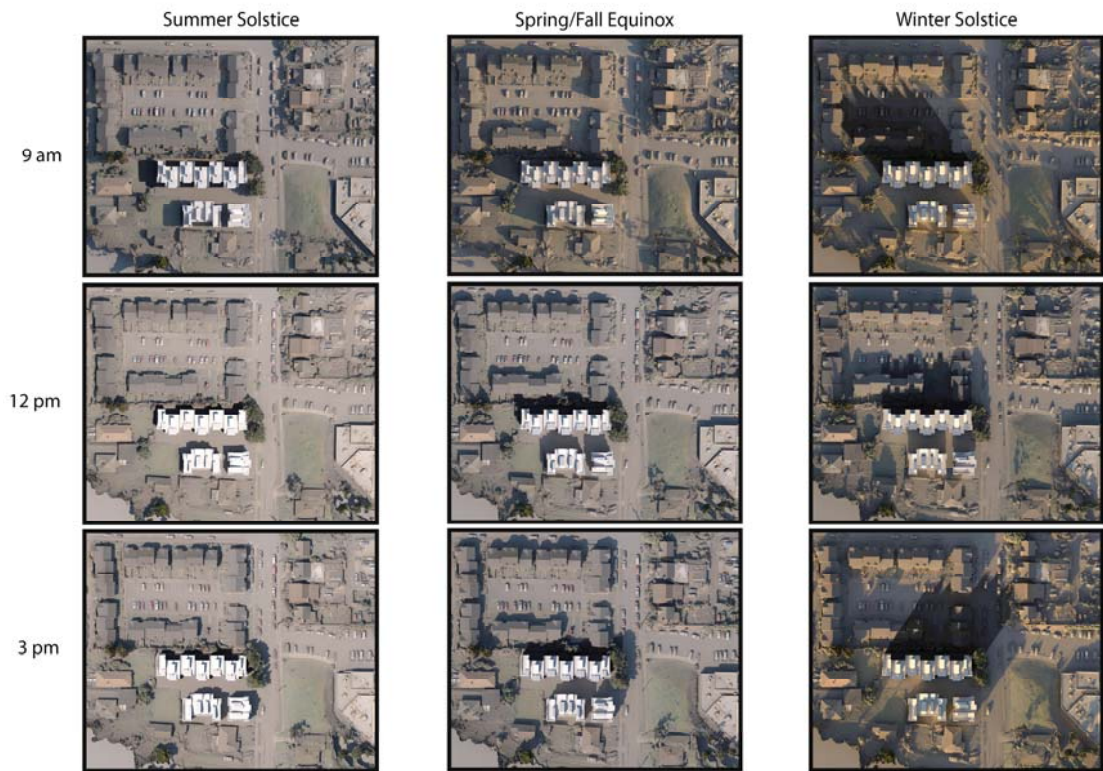 Summer Solstice
Spring/Fall Equinox
Winter Solstice
9 am
12 pm
3 pm